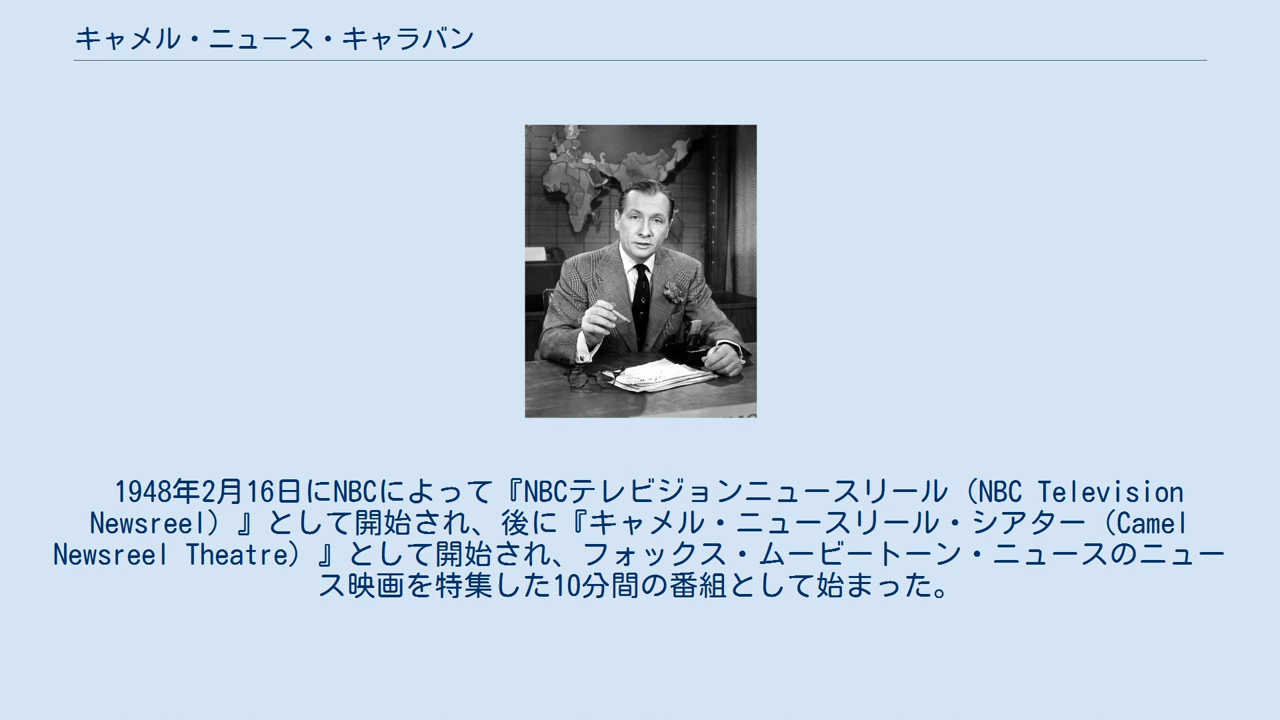 キャメル・ニュース・キャラバン
1948年2月16日にNBCによって『NBCテレビジョンニュースリール（NBC Television
Newsreel）』として開始され、後に『キャメル・ニュースリール・シアター（Camel
Newsreel Theatre）』として開始され、フォックス・ムービートーン・ニュースのニュー
ス映画を特集した10分間の番組として始まった。